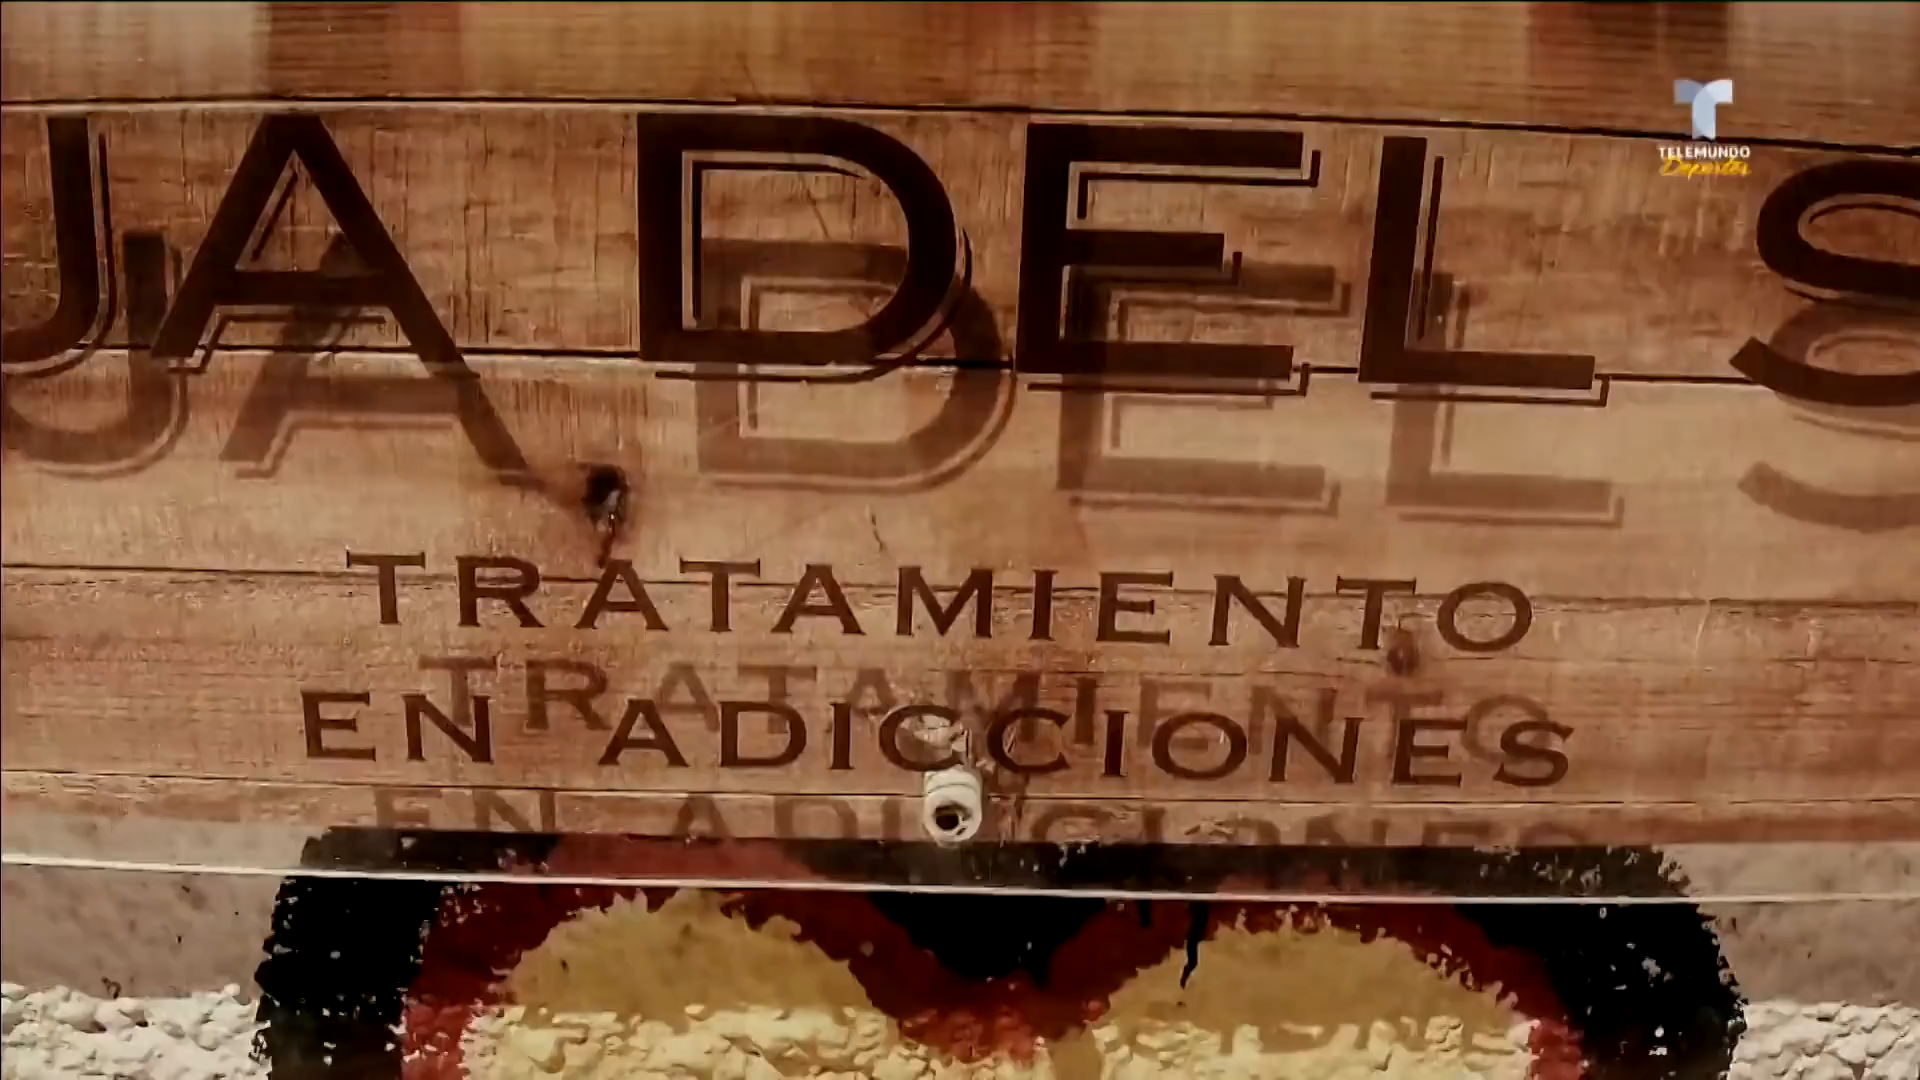 JA DEL S
TRATAMIENTO
EN ADICCIONES
TELEMUNDO
Deportes